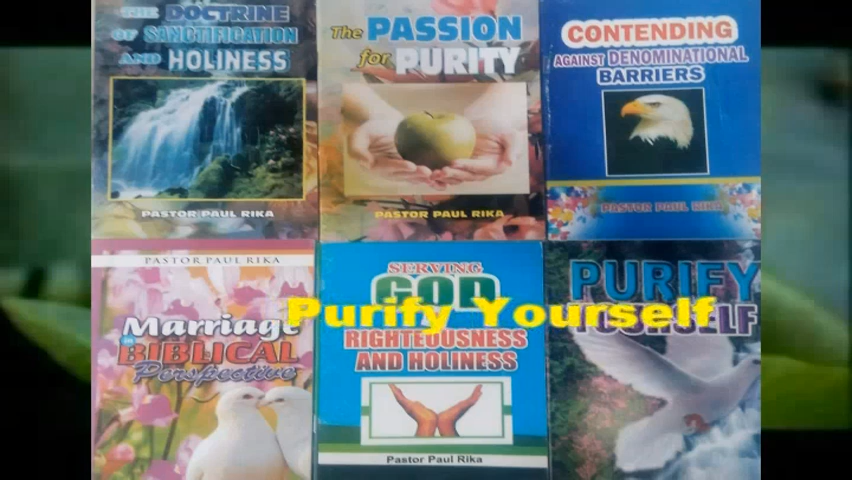 THE DOCTRINE
OF SANCTIFICATION
AND HOLINESS
PASTOR PAUL RIKA
The PASSION
for PURITY
PASTOR PAUL RIKA
CONTENDING
AGAINST DENOMINATIONAL
BARRIERS
PASTOR PAUL RIKA
PASTOR PAUL RIKA
Marriage
in BIBLICAL
Perspective
SERVING
GOD
RIGHTEOUSNESS
AND HOLINESS
Pastor Paul Rika
PURIFY
YOURSELF
Purify Yourself